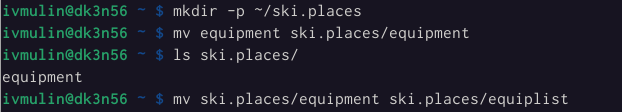 ivmulin@dk3n56 ~ $ mkdir -p ~/ski.places
ivmulin@dk3n56 ~ $ mv equipment ski.places/equipment
ivmulin@dk3n56 ~ $ ls ski.places/
equipment
ivmulin@dk3n56 ~ $ mv ski.places/equipment ski.places/equiplist